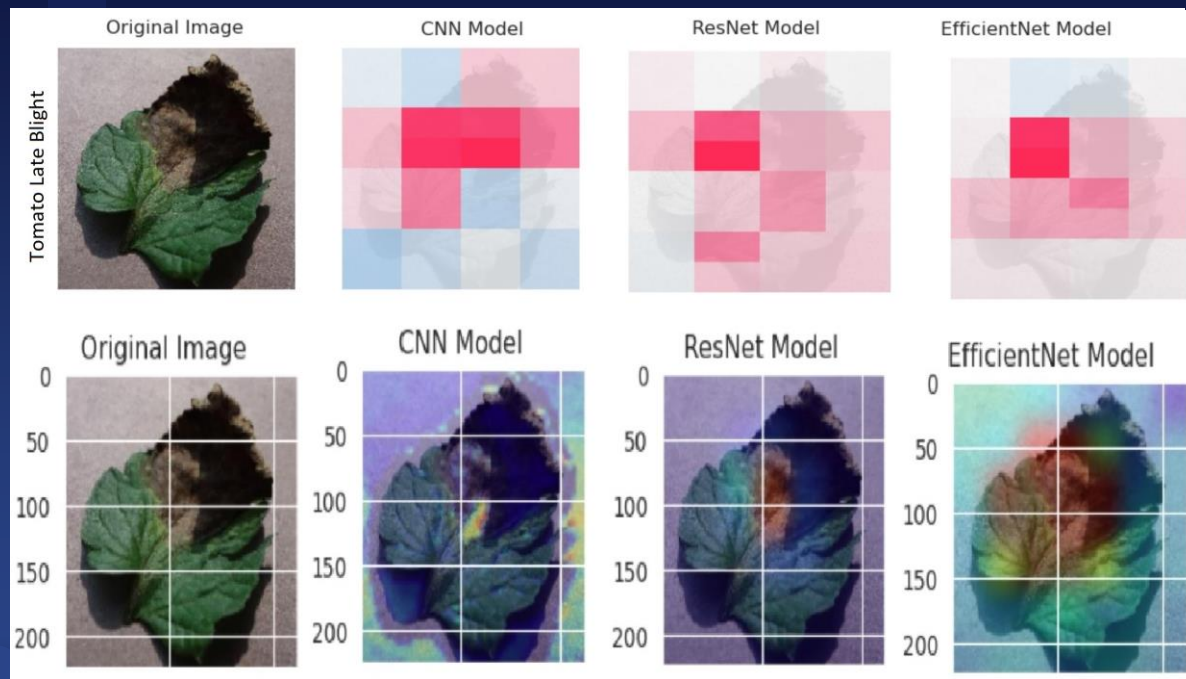 Original Image
CNN Model
ResNet Model
EfficientNet Model
Tomato Late Blight
Original Image
CNN Model
ResNet Model
EfficientNet Model
0
50
100
150
200
0
50
100
150
200
0
50
100
150
200
0
50
100
150
200